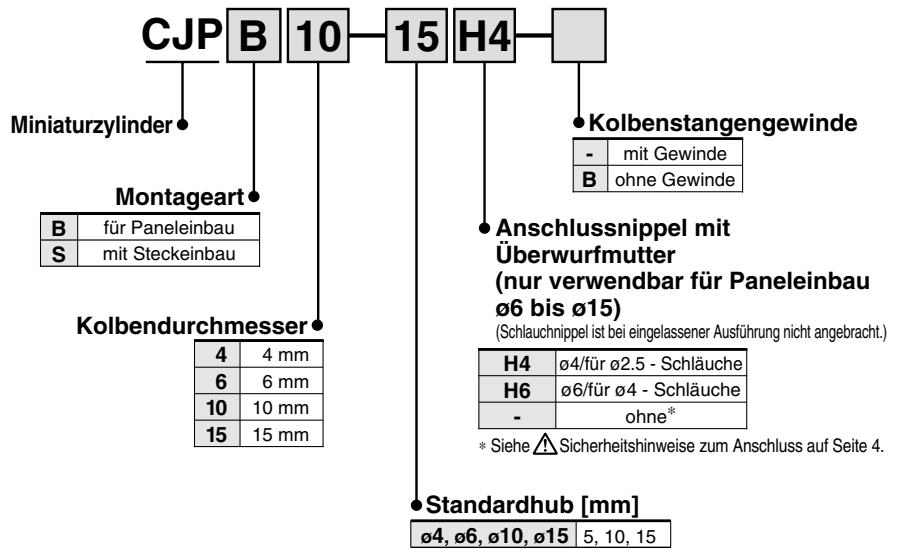 CJP B 10 — 15 H4 —
Miniaturzylinder
Kolbenstangengewinde
- mit Gewinde
B ohne Gewinde
Montageart
B für Paneleinbau
S mit Steckeinbau
Anschlussnippel mit
Überwurfmutter
(nur verwendbar für Paneleinbau
ø6 bis ø15)
(Schlauchnippel ist bei eingelassener Ausführung nicht angebracht.)
H4 ø4/für ø2.5 - Schläuche
H6 ø6/für ø4 - Schläuche
- ohne*
* Siehe ⚠ Sicherheitshinweise zum Anschluss auf Seite 4.
Kolbendurchmesser
4 4 mm
6 6 mm
10 10 mm
15 15 mm
Standardhub [mm]
ø4, ø6, ø10, ø15 5, 10, 15